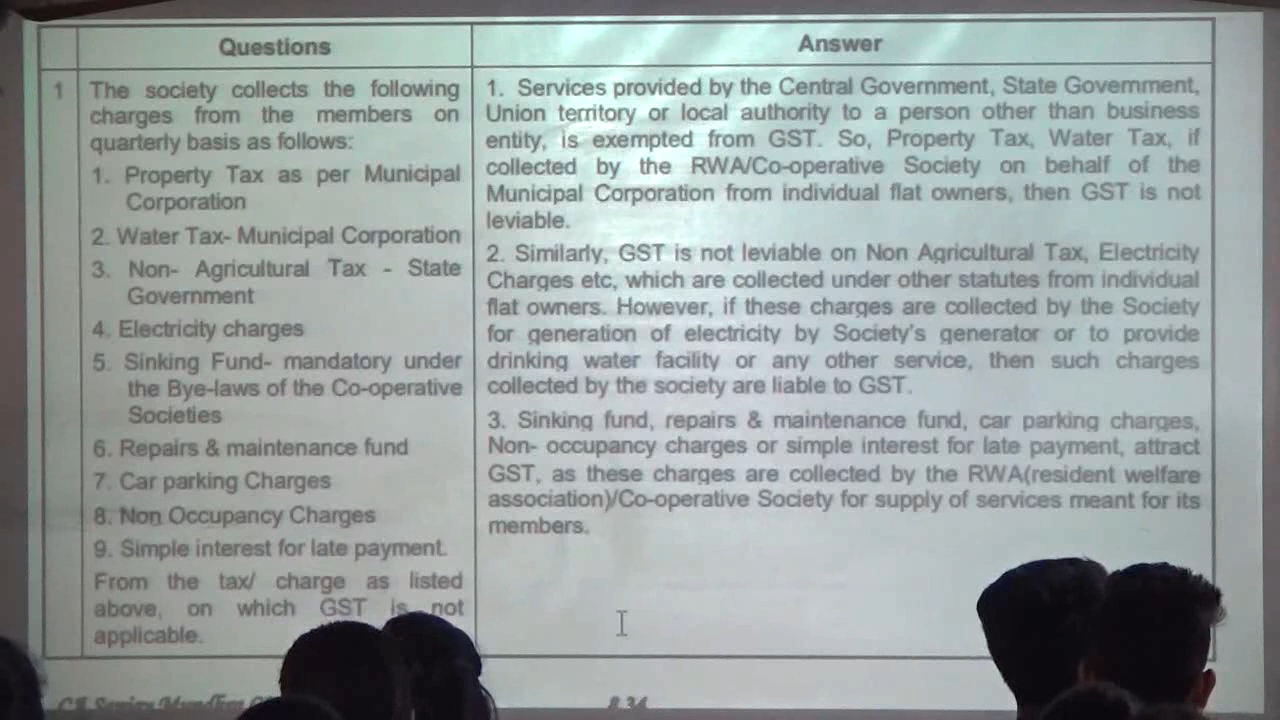 Questions
Answer
1
The society collects the following
charges from the members on
quarterly basis as follows:
1. Property Tax as per Municipal
Corporation
2. Water Tax- Municipal Corporation
3. Non- Agricultural Tax - State
Government
4. Electricity charges
5. Sinking Fund- mandatory under
the Bye-laws of the Co-operative
Societies
6. Repairs & maintenance fund
7. Car parking Charges
8. Non Occupancy Charges
9. Simple interest for late payment.
From the tax/ charge as listed
above, on which GST is not
applicable.
1. Services provided by the Central Government, State Government,
Union territory or local authority to a person other than business
entity, is exempted from GST. So, Property Tax, Water Tax, if
collected by the RWA/Co-operative Society on behalf of the
Municipal Corporation from individual flat owners, then GST is not
leviable.
2. Similarly, GST is not leviable on Non Agricultural Tax, Electricity
Charges etc, which are collected under other statutes from individual
flat owners. However, if these charges are collected by the Society
for generation of electricity by Society's generator or to provide
drinking water facility or any other service, then such charges
collected by the society are liable to GST.
3. Sinking fund, repairs & maintenance fund, car parking charges,
Non- occupancy charges or simple interest for late payment, attract
GST, as these charges are collected by the RWA(resident welfare
association)/Co-operative Society for supply of services meant for its
members.
8.34